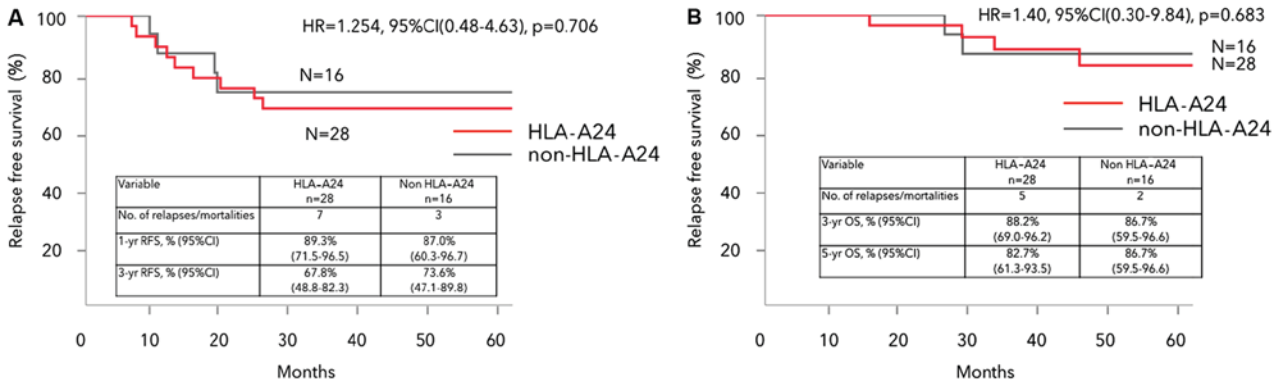 A
HR=1.254, 95%CI(0.48-4.63), p=0.706
Relapse free survival (%)
100
80
60
40
20
N=16
N=28
HLA-A24
non-HLA-A24
Variable HLA-A24 n=28 Non HLA-A24 n=16
No. of relapses/mortalities 7 3
1-yr RFS, % (95%CI) 89.3% (71.5-96.5) 87.0% (60.3-96.7)
3-yr RFS, % (95%CI) 67.8% (48.8-82.3) 73.6% (47.1-89.8)
0 10 20 30 40 50 60
Months
B
HR=1.40, 95%CI(0.30-9.84), p=0.683
Relapse free survival (%)
100
80
60
40
20
N=16
N=28
HLA-A24
non-HLA-A24
Variable HLA-A24 n=28 Non HLA-A24 n=16
No. of relapses/mortalities 5 2
3-yr OS, % (95%CI) 88.2% (69.0-96.2) 86.7% (59.5-96.6)
5-yr OS, % (95%CI) 82.7% (61.3-93.5) 86.7% (59.5-96.6)
0 10 20 30 40 50 60
Months